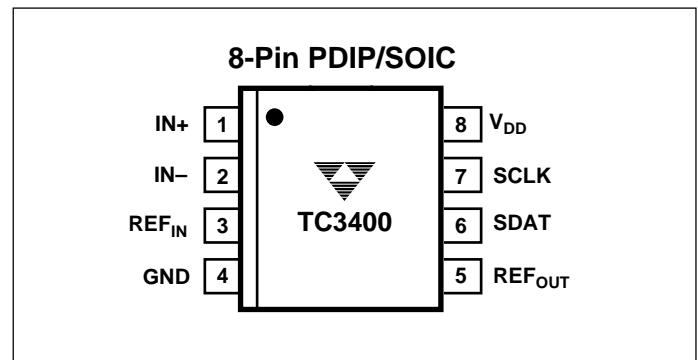 8-Pin PDIP/SOIC
IN+ 1 8 VDD
IN– 2 7 SCLK
REFIN 3 TC3400 6 SDAT
GND 4 5 REFOUT